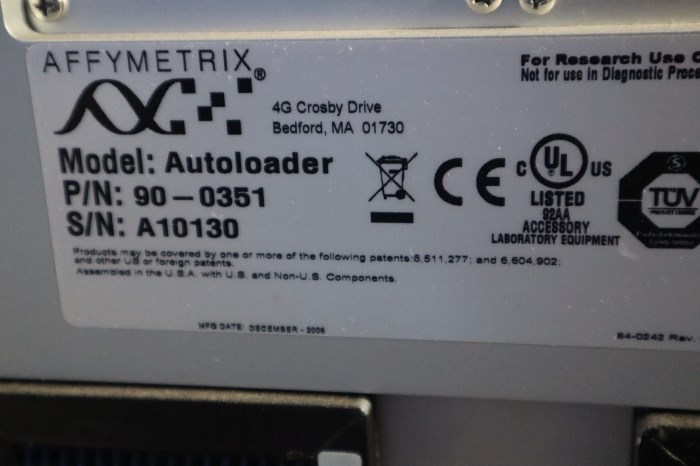 AFFYMETRIX®
For Research Use
Not for use in Diagnostic
4G Crosby Drive
Bedford, MA 01730
Model: Autoloader
P/N: 90-0351
S/N: A10130
CE
C UL US
LISTED
92AA
ACCESSORY
LABORATORY EQUIPMENT
S
TÜV
Products may be covered by one or more of the following patents:6,511,277; and 6,604,902;
and other US or foreign patents.
Assembled in the U.S.A. with U.S. and Non-U.S. Components.
MFG DATE: DECEMBER - 2006
64-0242 Rev.